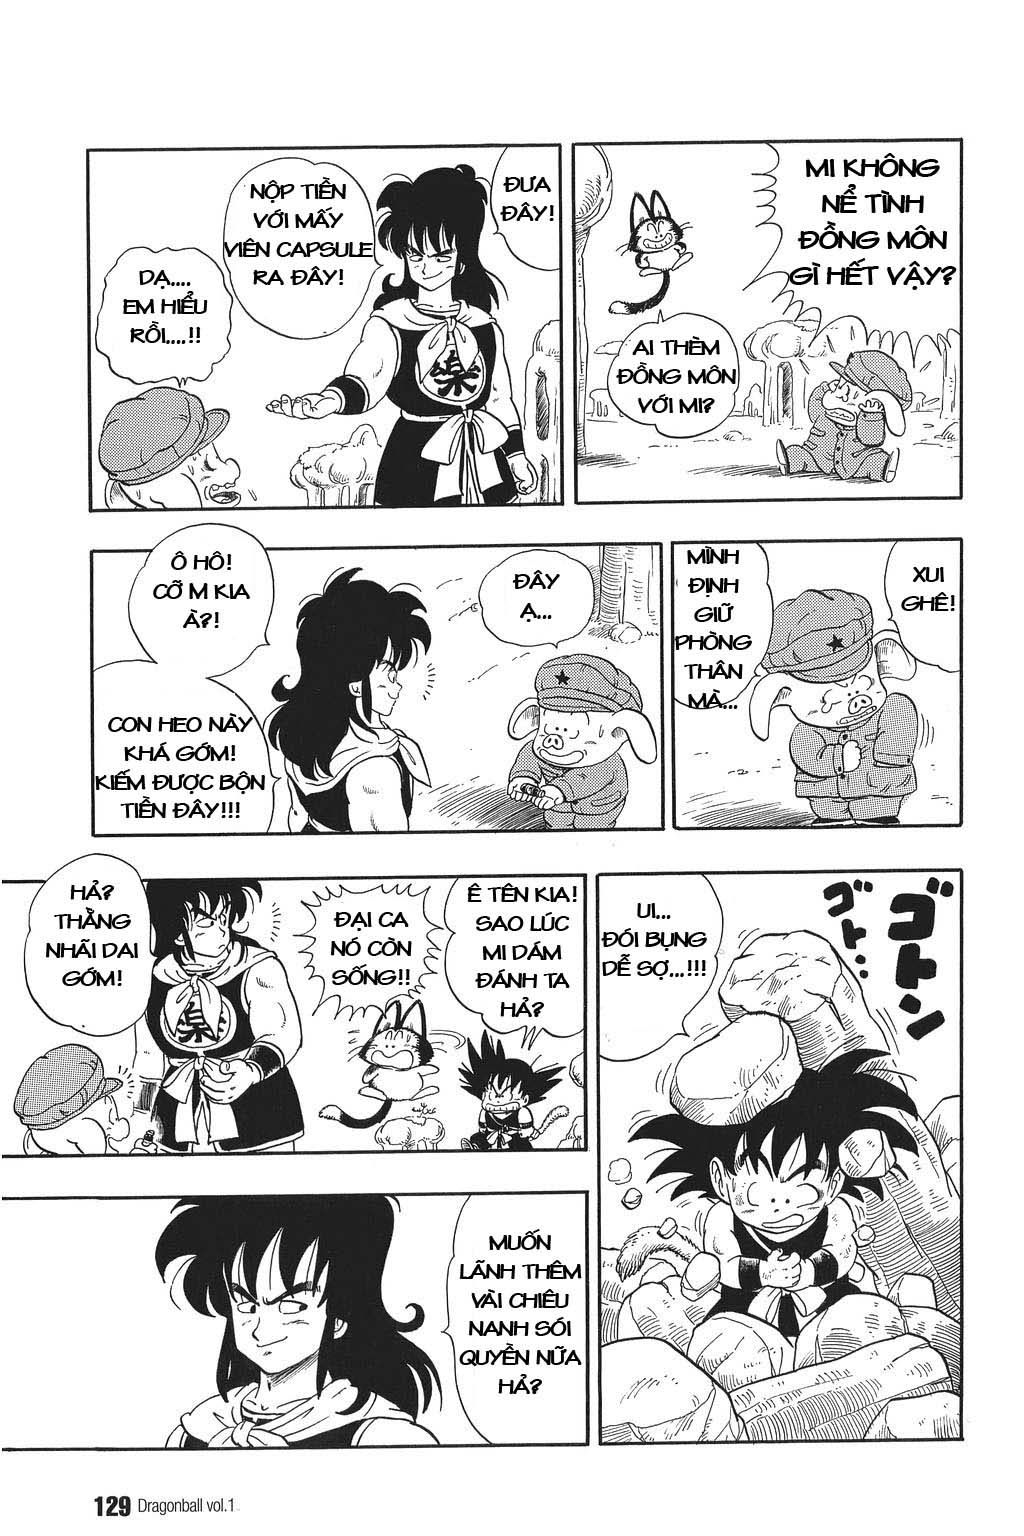 MI KHÔNG
NỂ TÌNH
ĐỒNG MÔN
GÌ HẾT VẬY?
AI THÈM
ĐỒNG MÔN
VỚI MI?
ĐƯA
ĐÂY!
NỘP TIỀN
VỚI MẤY
VIÊN CAPSULE
RA ĐÂY!
DẠ....
EM HIỂU
RỒI....!!
XUI
GHÊ!
MÌNH
ĐỊNH
GIỮ
PHÒNG
THÂN
MÀ...
ĐÂY
Ạ...
Ô HÔ!
CỠ M KIA
À?!
CON HEO NÀY
KHÁ GỚM!
KIẾM ĐƯỢC BỘN
TIỀN ĐÂY!!!
ゴトン
ゴト...
UI...
ĐÓI BỤNG
DỄ SỢ...!!!
Ê TÊN KIA!
SAO LÚC
MI DÁM
ĐÁNH TA
HẢ?
ĐẠI CA
NÓ CÒN
SỐNG!!
HẢ?
THẰNG
NHÃI DAI
GỚM!
MUỐN
LÃNH THÊM
VÀI CHIÊU
NANH SÓI
QUYỀN NỮA
HẢ?
129 Dragonball vol.1